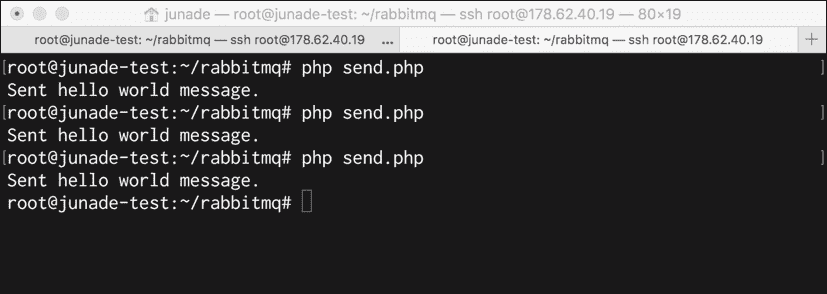 junade — root@junade-test: ~/rabbitmq — ssh root@178.62.40.19 — 80×19
root@junade-test: ~/rabbitmq — ssh root@178.62.40.19 ... root@junade-test: ~/rabbitmq — ssh root@178.62.40.19 +
[root@junade-test:~/rabbitmq# php send.php ]
Sent hello world message.
[root@junade-test:~/rabbitmq# php send.php ]
Sent hello world message.
[root@junade-test:~/rabbitmq# php send.php ]
Sent hello world message.
root@junade-test:~/rabbitmq#